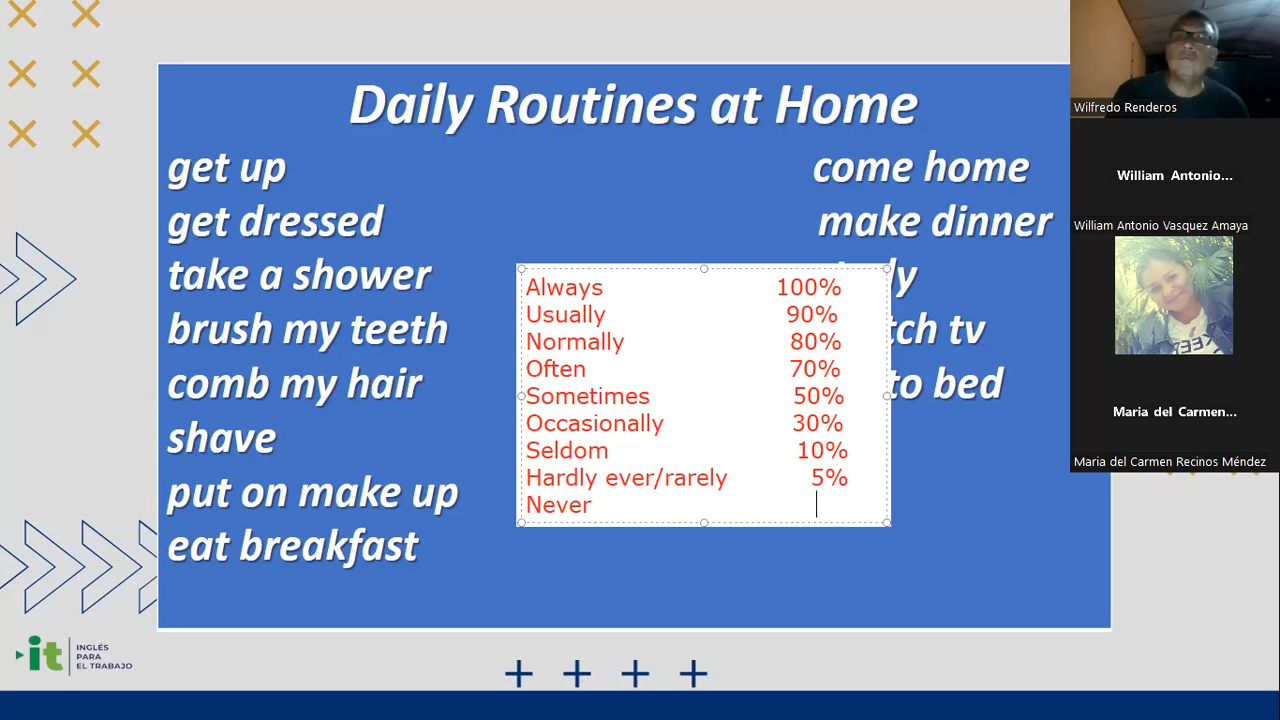 Daily Routines at Home
get up
get dressed
take a shower
brush my teeth
comb my hair
shave
put on make up
eat breakfast
come home
make dinner
tv
to bed
Always 100%
Usually 90%
Normally 80%
Often 70%
Sometimes 50%
Occasionally 30%
Seldom 10%
Hardly ever/rarely 5%
Never
Wilfredo Renderos
William Antonio...
William Antonio Vasquez Amaya
Maria del Carmen...
Maria del Carmen Recinos Méndez
it
INGLÉS
PARA
EL TRABAJO